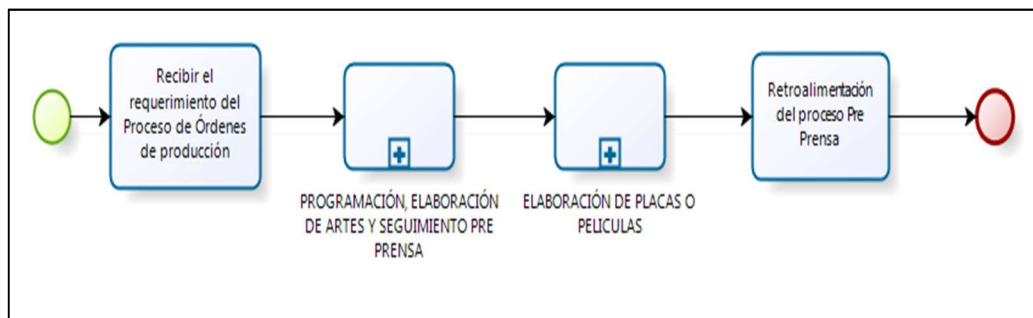 Recibir el
requerimiento del
Proceso de Órdenes
de producción
PROGRAMACIÓN, ELABORACIÓN
DE ARTES Y SEGUIMIENTO PRE
PRENSA
ELABORACIÓN DE PLACAS O
PELICULAS
Retroalimentación
del proceso Pre
Prensa